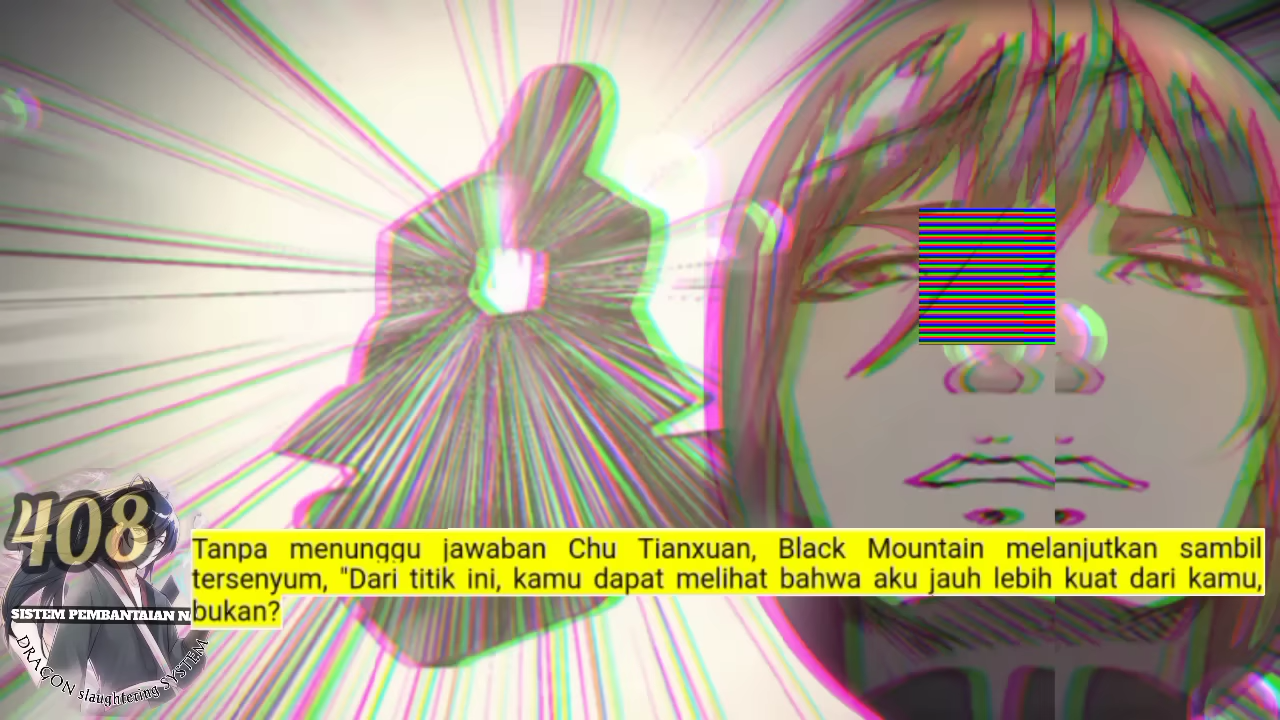 408
SISTEM PEMBANTAIAN NA
DRAGON slaughtering SYSTEM
Tanpa menunggu jawaban Chu Tianxuan, Black Mountain melanjutkan sambil
tersenyum, "Dari titik ini, kamu dapat melihat bahwa aku jauh lebih kuat dari kamu,
bukan?